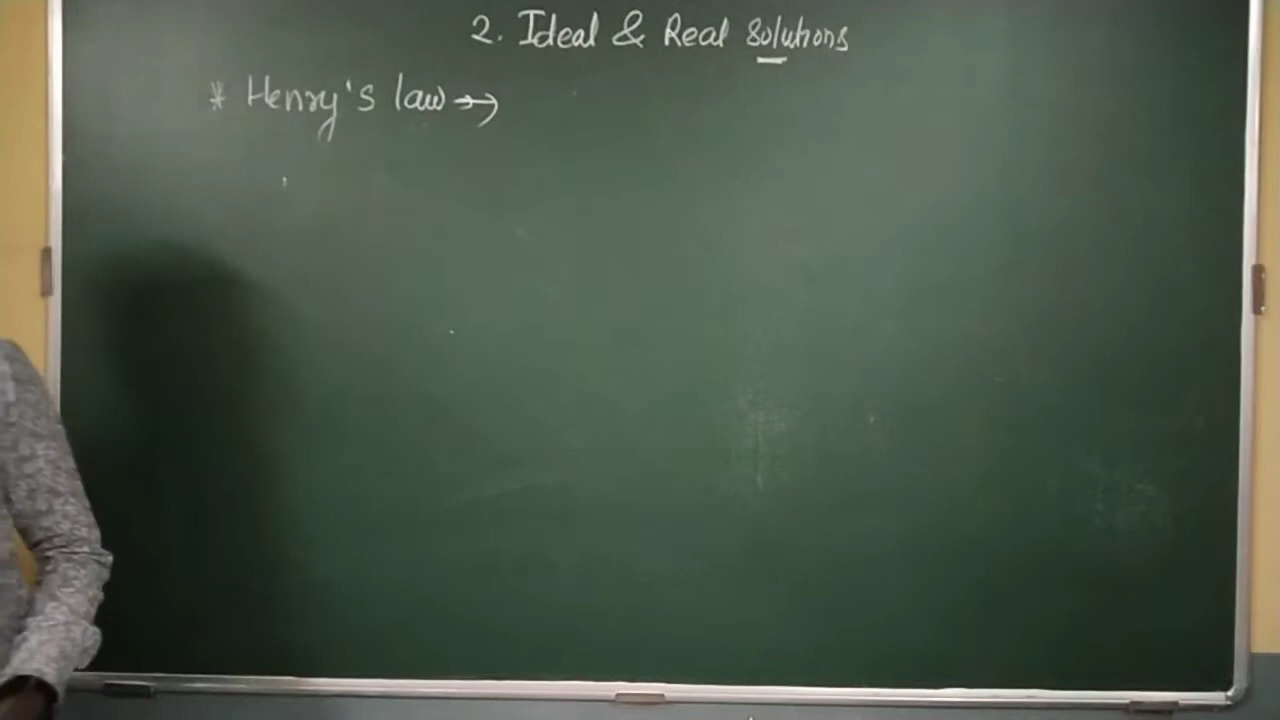 2. Ideal & Real Solutions
* Henry's law →